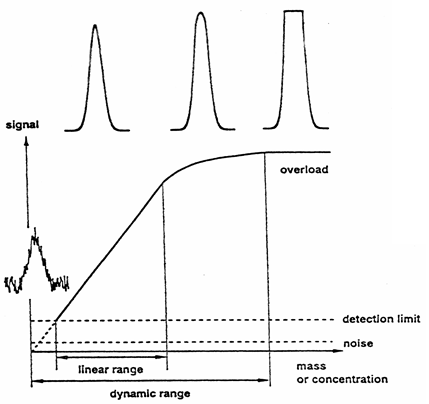 signal
overload
detection limit
noise
linear range
mass
or concentration
dynamic range